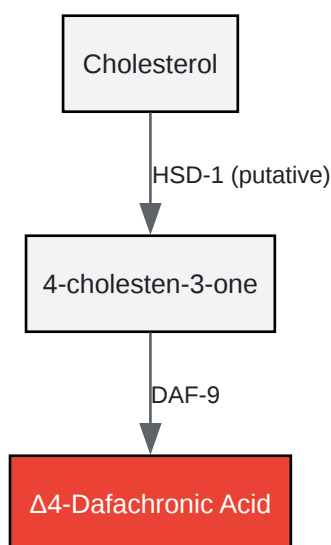 Cholesterol
HSD-1 (putative)
4-cholesten-3-one
DAF-9
Δ4-Dafachronic Acid